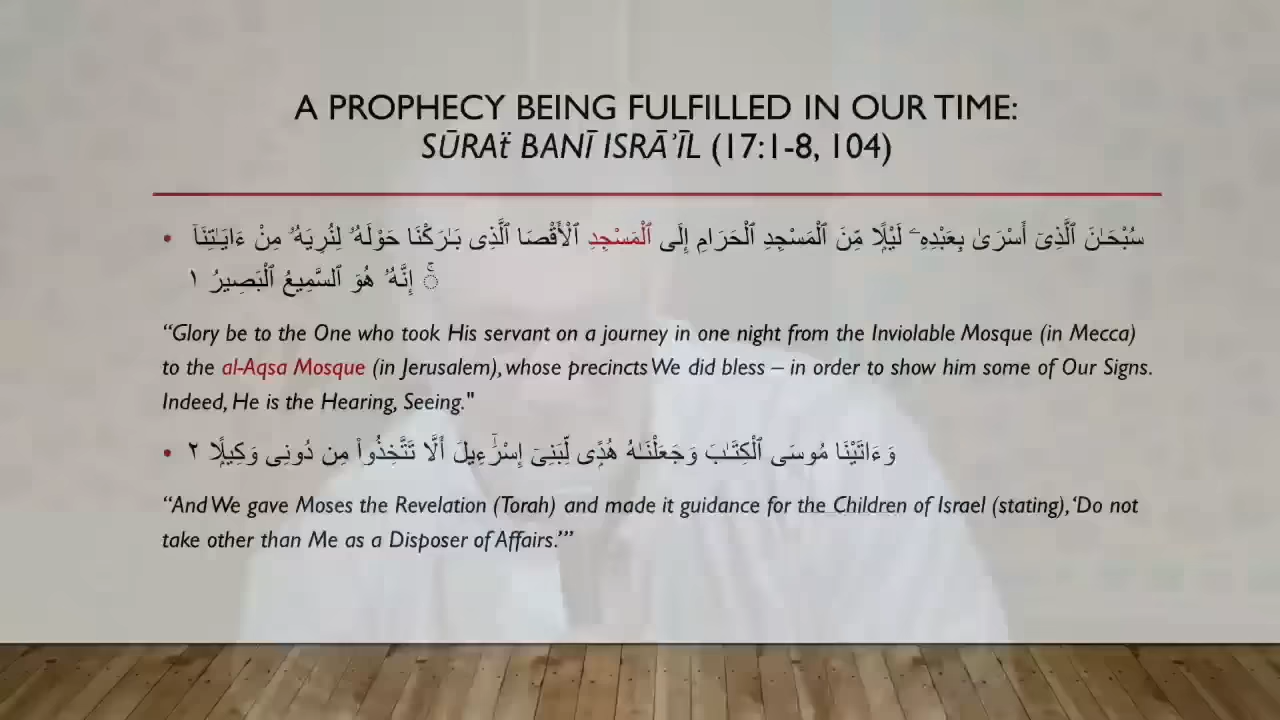 A PROPHECY BEING FULFILLED IN OUR TIME:
SŪRAẗ BANĪ ISRĀ’ĪL (17:1-8, 104)
• سُبْحَـٰنَ ٱلَّذِىٓ أَسْرَىٰ بِعَبْدِهِۦ لَيْلًۭا مِّنَ ٱلْمَسْجِدِ ٱلْحَرَامِ إِلَى ٱلْمَسْجِدِ ٱلْأَقْصَا ٱلَّذِى بَـٰرَكْنَا حَوْلَهُۥ لِنُرِيَهُۥ مِنْ ءَايَـٰتِنَآ
ۚ إِنَّهُۥ هُوَ ٱلسَّمِيعُ ٱلْبَصِيرُ ١
“Glory be to the One who took His servant on a journey in one night from the Inviolable Mosque (in Mecca)
to the al-Aqsa Mosque (in Jerusalem), whose precincts We did bless – in order to show him some of Our Signs.
Indeed, He is the Hearing, Seeing."
• وَءَاتَيْنَا مُوسَى ٱلْكِتَـٰبَ وَجَعَلْنَـٰهُ هُدًۭى لِّبَنِىٓ إِسْرَٰٓءِيلَ أَلَّا تَتَّخِذُوا۟ مِن دُونِى وَكِيلًۭا ٢
“And We gave Moses the Revelation (Torah) and made it guidance for the Children of Israel (stating), ‘Do not
take other than Me as a Disposer of Affairs.’”